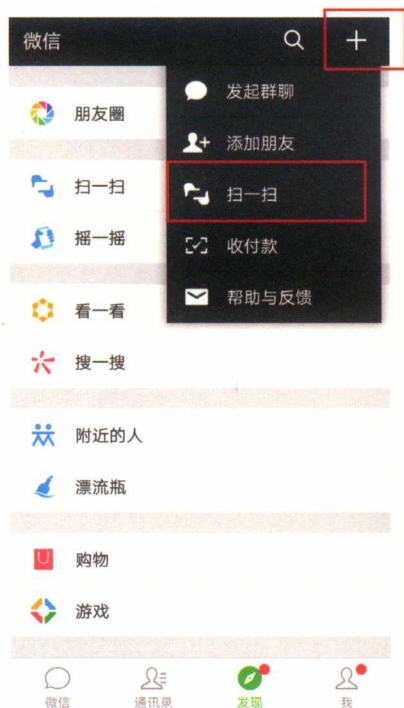 微信
发起群聊
朋友圈
添加朋友
扫一扫
扫一扫
摇一摇
收付款
看一看
帮助与反馈
搜一搜
附近的人
漂流瓶
购物
游戏
微信 通讯录 发现 我